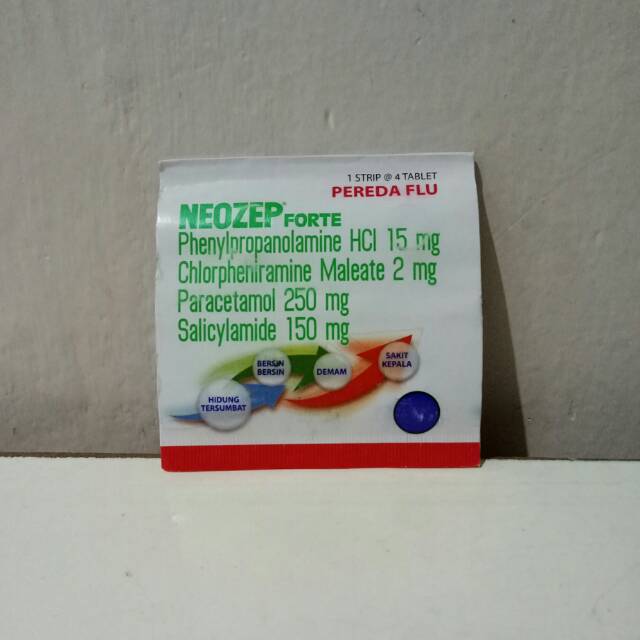 1 STRIP @ 4 TABLET
PEREDA FLU
NEOZEP® FORTE
Phenylpropanolamine HCl 15 mg
Chlorpheniramine Maleate 2 mg
Paracetamol 250 mg
Salicylamide 150 mg
HIDUNG
TERSUMBAT
BERSIN
BERSIN
DEMAM
SAKIT
KEPALA